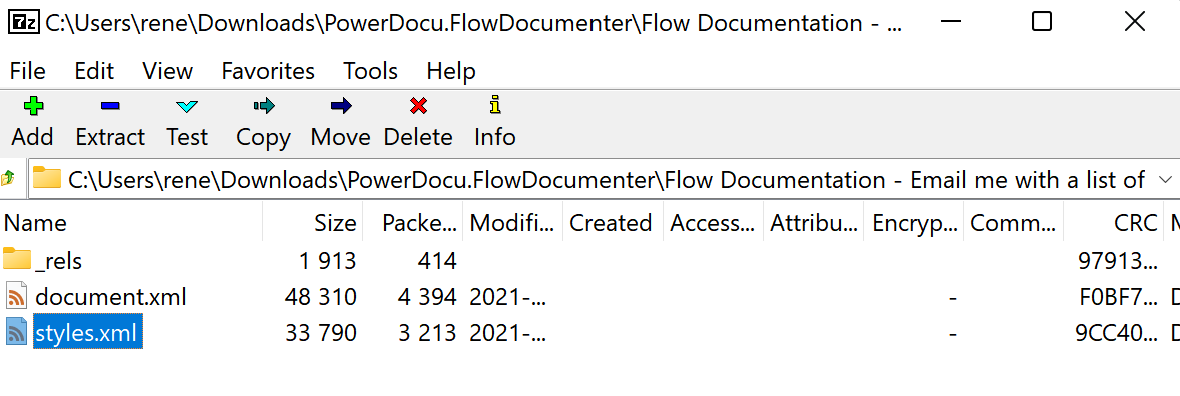 7z C:\Users\rene\Downloads\PowerDocu.FlowDocumenter\Flow Documentation - ...
File Edit View Favorites Tools Help
Add Extract Test Copy Move Delete Info
C:\Users\rene\Downloads\PowerDocu.FlowDocumenter\Flow Documentation - Email me with a list of
Name Size Packe... Modifi... Created Access... Attribu... Encryp... Comm... CRC M
_rels 1 913 414 97913...
document.xml 48 310 4 394 2021-... - F0BF7... D
styles.xml 33 790 3 213 2021-... - 9CC40... D